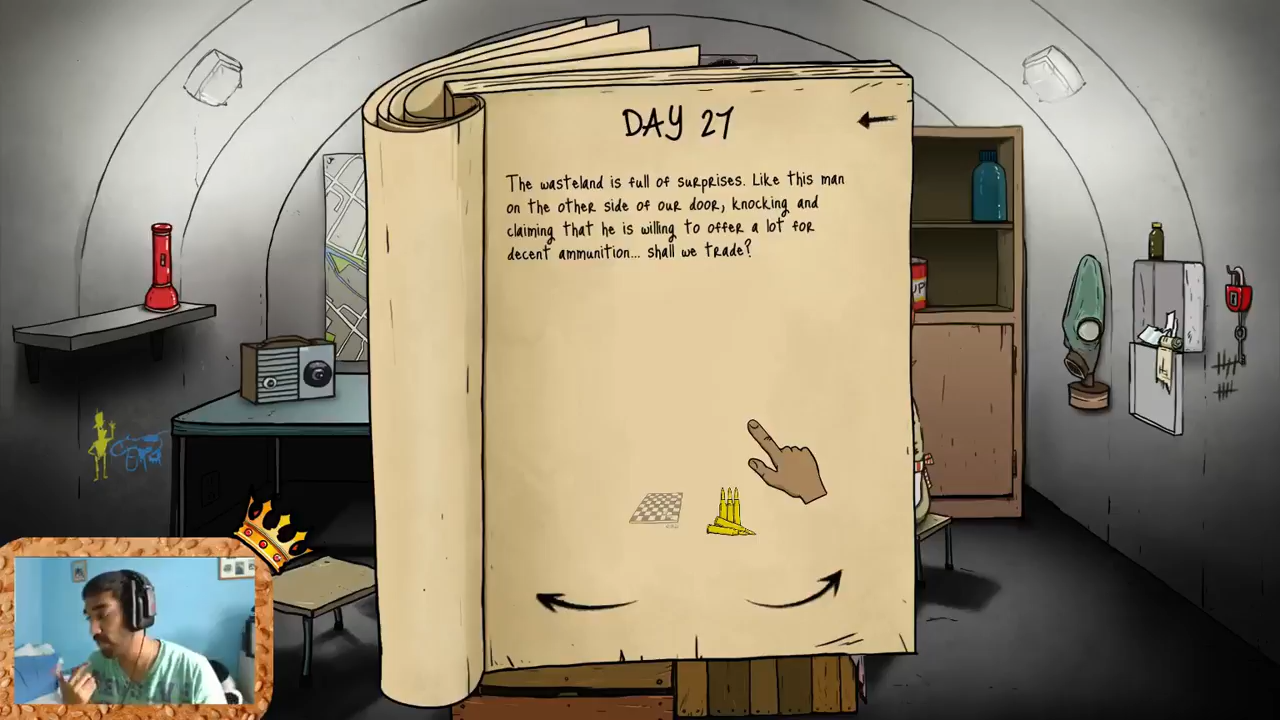 DAY 27
The wasteland is full of surprises. Like this man
on the other side of our door, knocking and
claiming that he is willing to offer a lot for
decent ammunition... shall we trade?
UP